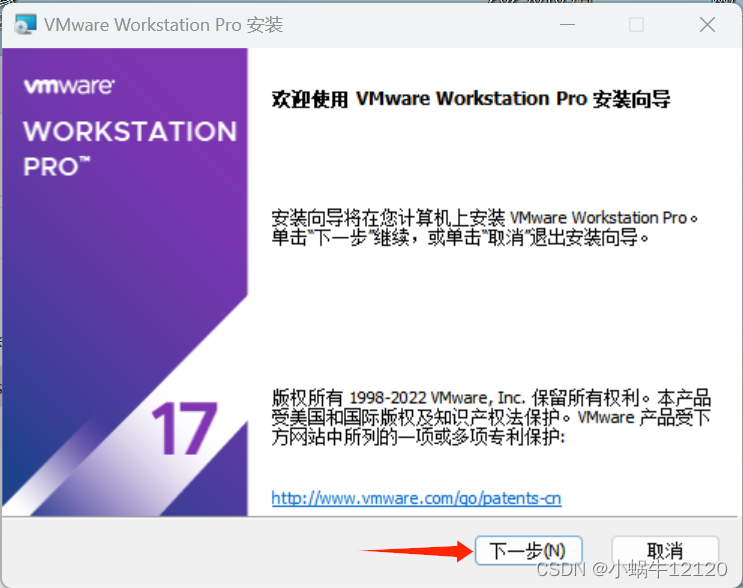 VMware Workstation Pro 安装
vmware
WORKSTATION
PRO™
17
欢迎使用 VMware Workstation Pro 安装向导
安装向导将在您计算机上安装 VMware Workstation Pro。
单击“下一步”继续，或单击“取消”退出安装向导。
版权所有 1998-2022 VMware, Inc. 保留所有权利。本产品
受美国和国际版权及知识产权法保护。VMware 产品受下
方网站中所列的一项或多项专利保护:
http://www.vmware.com/go/patents-cn
下一步(N)
取消
CSDN @小蜗牛12120